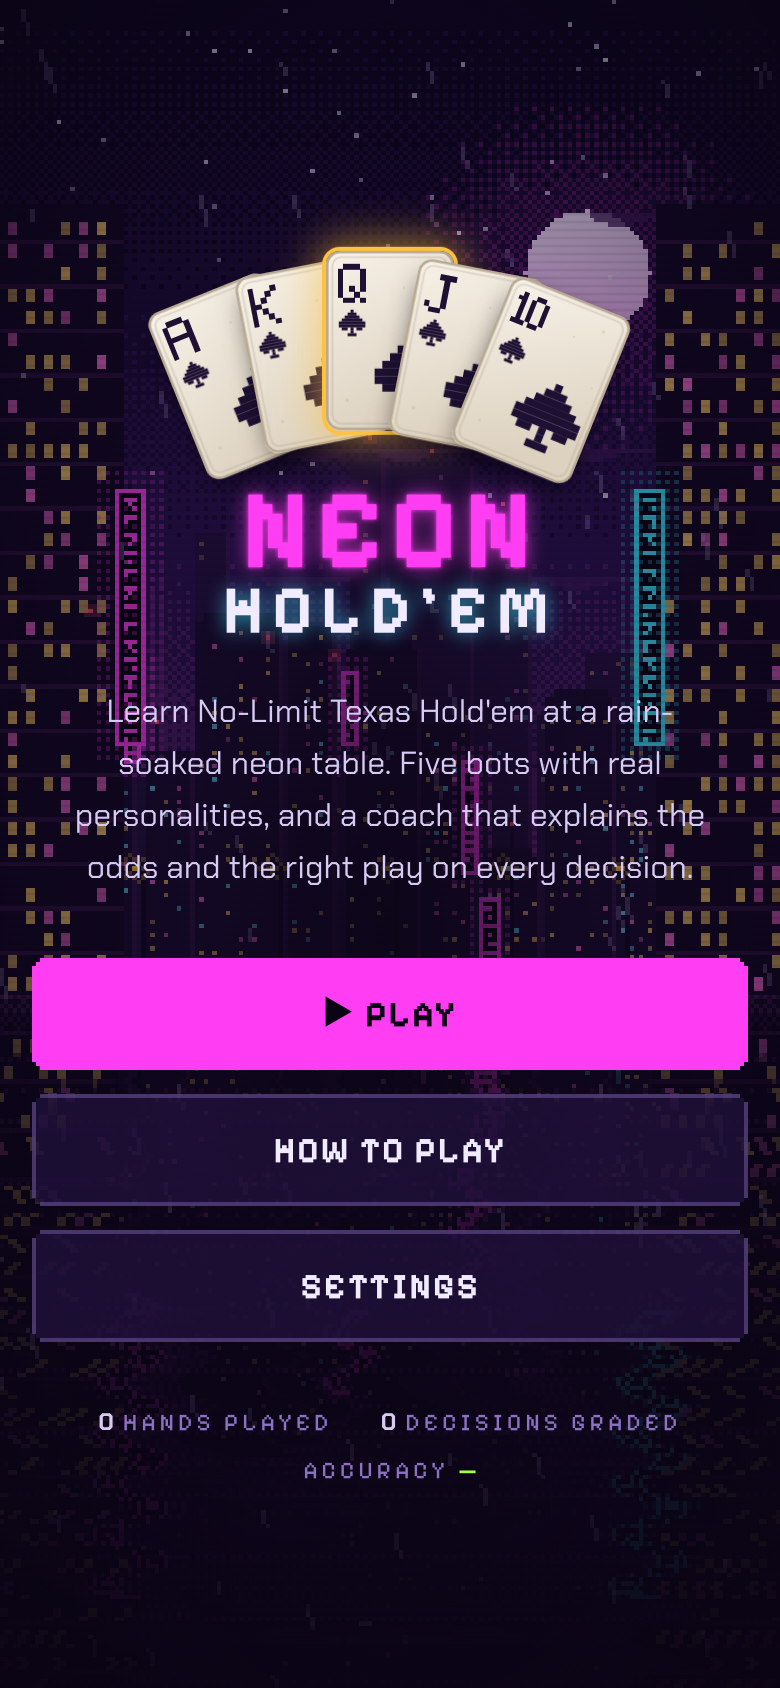 A
K
Q
J
10
NEON
HOLD'EM
Learn No-Limit Texas Hold'em at a rain-
soaked neon table. Five bots with real
personalities, and a coach that explains the
odds and the right play on every decision.
▶ PLAY
HOW TO PLAY
SETTINGS
0 HANDS PLAYED 0 DECISIONS GRADED
ACCURACY –